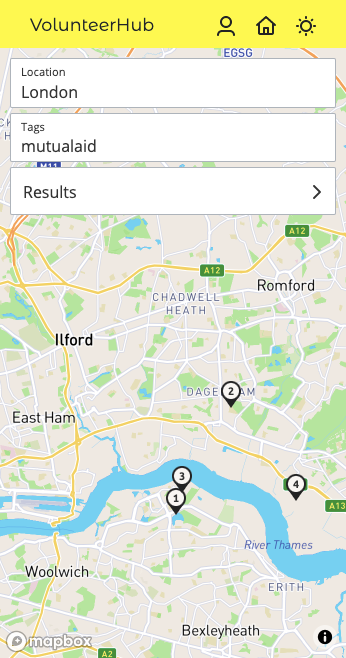 VolunteerHub
EGSG
Location
London
Tags
mutualaid
M11
Results
A12
A12
Romford
CHADWELL
HEATH
Ilford
2
East Ham
3
1
4
A13
River Thames
Woolwich
ERITH
Bexleyheath
mapbox
A2